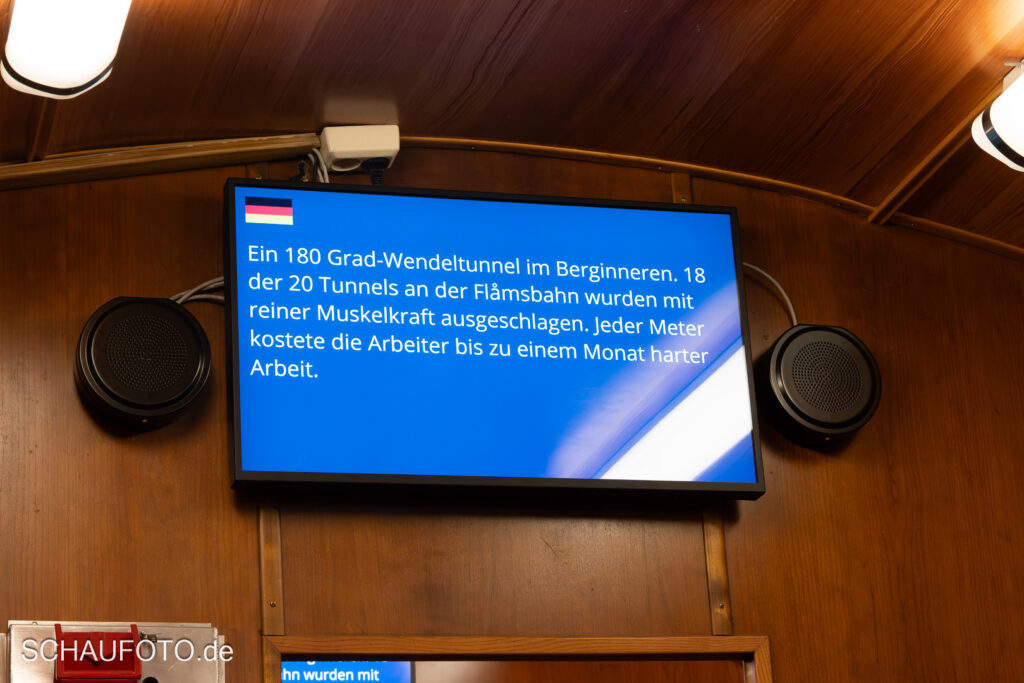 Ein 180 Grad-Wendeltunnel im Berginneren. 18
der 20 Tunnels an der Flåmsbahn wurden mit
reiner Muskelkraft ausgeschlagen. Jeder Meter
kostete die Arbeiter bis zu einem Monat harter
Arbeit.
SCHAUFOTO.de
hn wurden mit